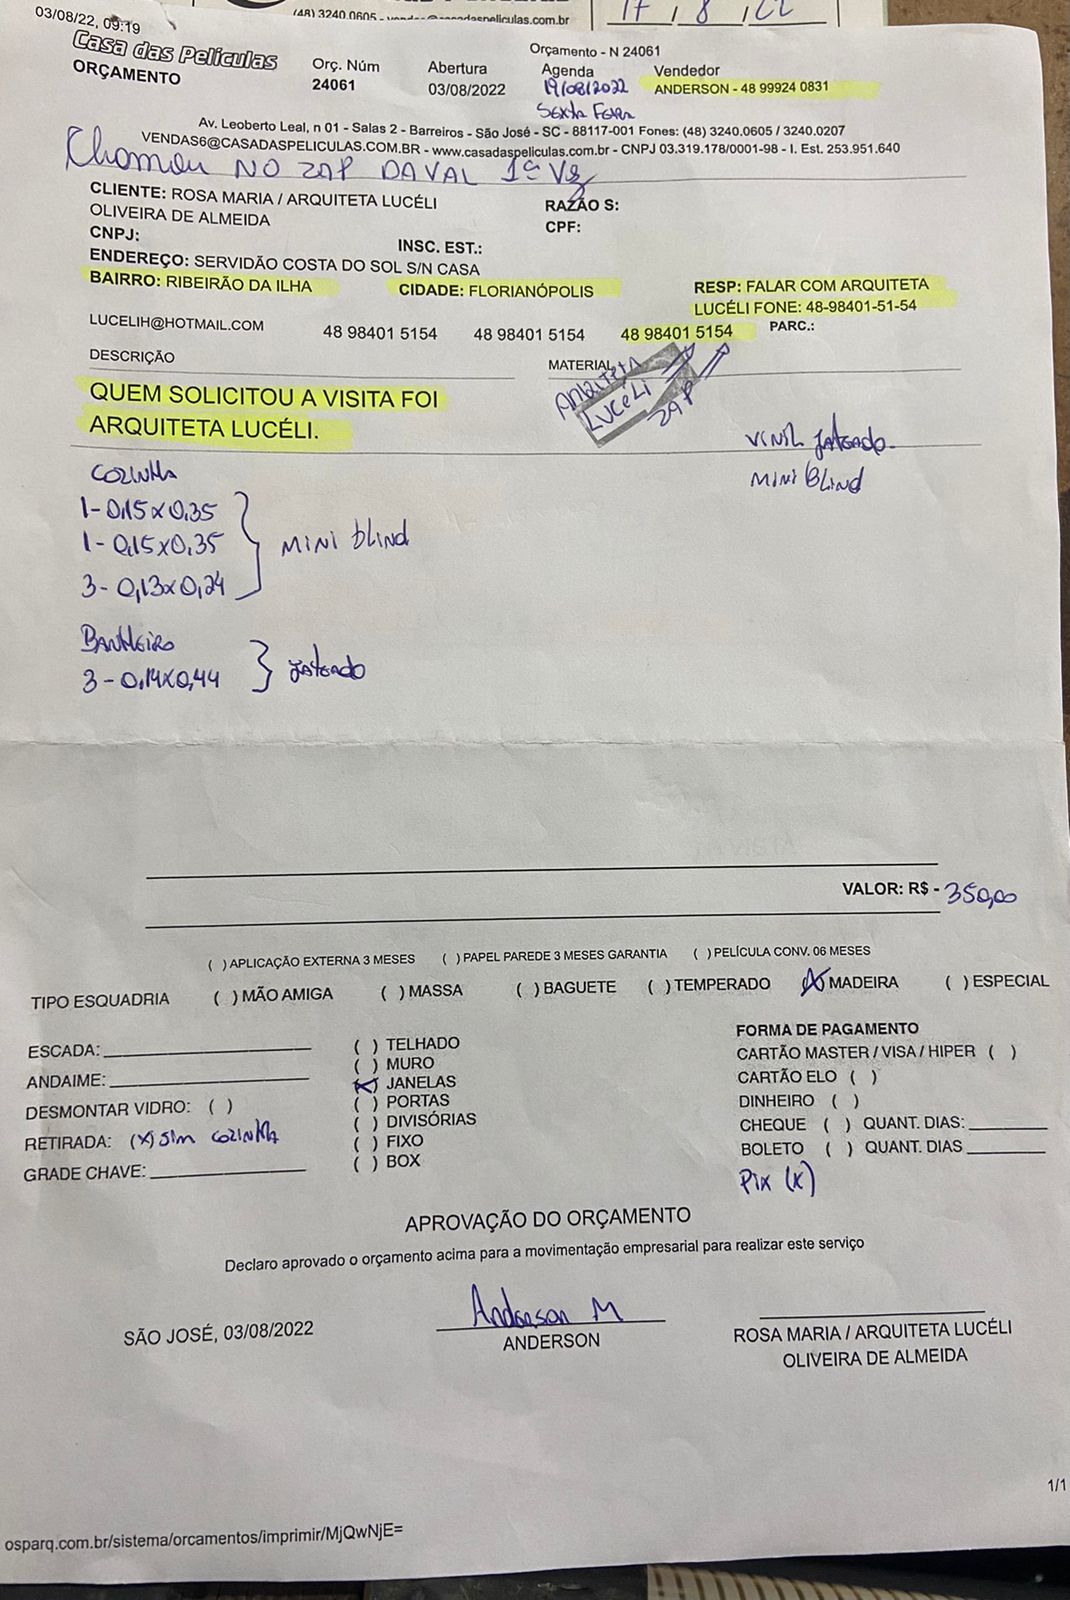 (48) 3240.0605 - vendas@casadaspeliculas.com.br
17 / 8 / 22
03/08/22, 09:19
Orçamento - N 24061
Casa das Películas
ORÇAMENTO
Orç. Núm
24061
Abertura
03/08/2022
Agenda
19/08/2022
Sexta Feira
Vendedor
ANDERSON - 48 99924 0831
Av. Leoberto Leal, n 01 - Salas 2 - Barreiros - São José - SC - 88117-001 Fones: (48) 3240.0605 / 3240.0207
VENDAS6@CASADASPELICULAS.COM.BR - www.casadaspeliculas.com.br - CNPJ 03.319.178/0001-98 - I. Est. 253.951.640
Chamou NO ZAP DA VAL 1ª Vz
CLIENTE: ROSA MARIA / ARQUITETA LUCÉLI
OLIVEIRA DE ALMEIDA
RAZÃO S:
CPF:
CNPJ:
INSC. EST.:
ENDEREÇO: SERVIDÃO COSTA DO SOL S/N CASA
BAIRRO: RIBEIRÃO DA ILHA
CIDADE: FLORIANÓPOLIS
RESP: FALAR COM ARQUITETA
LUCÉLI FONE: 48-98401-51-54
LUCELIH@HOTMAIL.COM
48 98401 5154 48 98401 5154 48 98401 5154
PARC.:
DESCRIÇÃO
MATERIAL
ARQUITETA
LUCÉLI
ZAP
QUEM SOLICITOU A VISITA FOI
ARQUITETA LUCÉLI.
VINIL jateado
MINI Blind
COZINHA
1-0,15x0,35
1-0,15x0,35
3-0,13x0,24
MINI blind
BANHEIRO
3-0,14x0,44
jateado
VALOR: R$ - 350,00
( ) APLICAÇÃO EXTERNA 3 MESES ( ) PAPEL PAREDE 3 MESES GARANTIA ( ) PELÍCULA CONV. 06 MESES
TIPO ESQUADRIA ( ) MÃO AMIGA ( ) MASSA ( ) BAGUETE ( ) TEMPERADO (X) MADEIRA ( ) ESPECIAL
ESCADA:
ANDAIME:
DESMONTAR VIDRO: ( )
RETIRADA: (x) sim cozinha
GRADE CHAVE:
( ) TELHADO
( ) MURO
(X) JANELAS
( ) PORTAS
( ) DIVISÓRIAS
( ) FIXO
( ) BOX
FORMA DE PAGAMENTO
CARTÃO MASTER / VISA / HIPER ( )
CARTÃO ELO ( )
DINHEIRO ( )
CHEQUE ( ) QUANT. DIAS:
BOLETO ( ) QUANT. DIAS
Pix (x)
APROVAÇÃO DO ORÇAMENTO
Declaro aprovado o orçamento acima para a movimentação empresarial para realizar este serviço
SÃO JOSÉ, 03/08/2022
Anderson M
ANDERSON
ROSA MARIA / ARQUITETA LUCÉLI
OLIVEIRA DE ALMEIDA
1/1
osparq.com.br/sistema/orcamentos/imprimir/MjQwNjE=